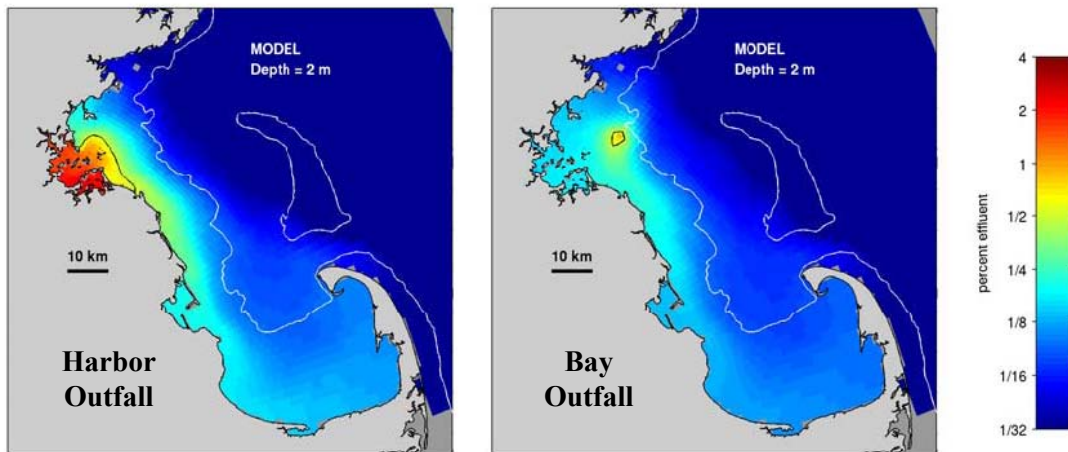 MODEL
Depth = 2 m
10 km
Harbor
Outfall
MODEL
Depth = 2 m
10 km
Bay
Outfall
4
2
1
1/2
1/4
1/8
1/16
1/32
percent effluent